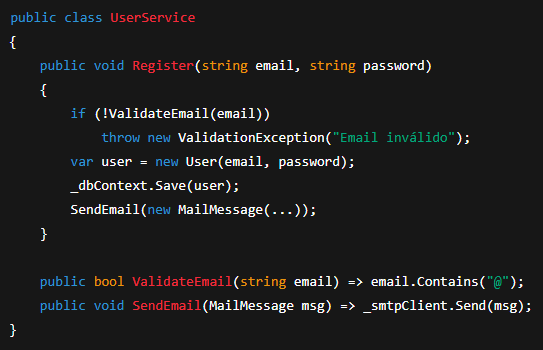 public class UserService
{
    public void Register(string email, string password)
    {
        if (!ValidateEmail(email))
            throw new ValidationException("Email inválido");
        var user = new User(email, password);
        _dbContext.Save(user);
        SendEmail(new MailMessage(...));
    }
    public bool ValidateEmail(string email) => email.Contains("@");
    public void SendEmail(MailMessage msg) => _smtpClient.Send(msg);
}